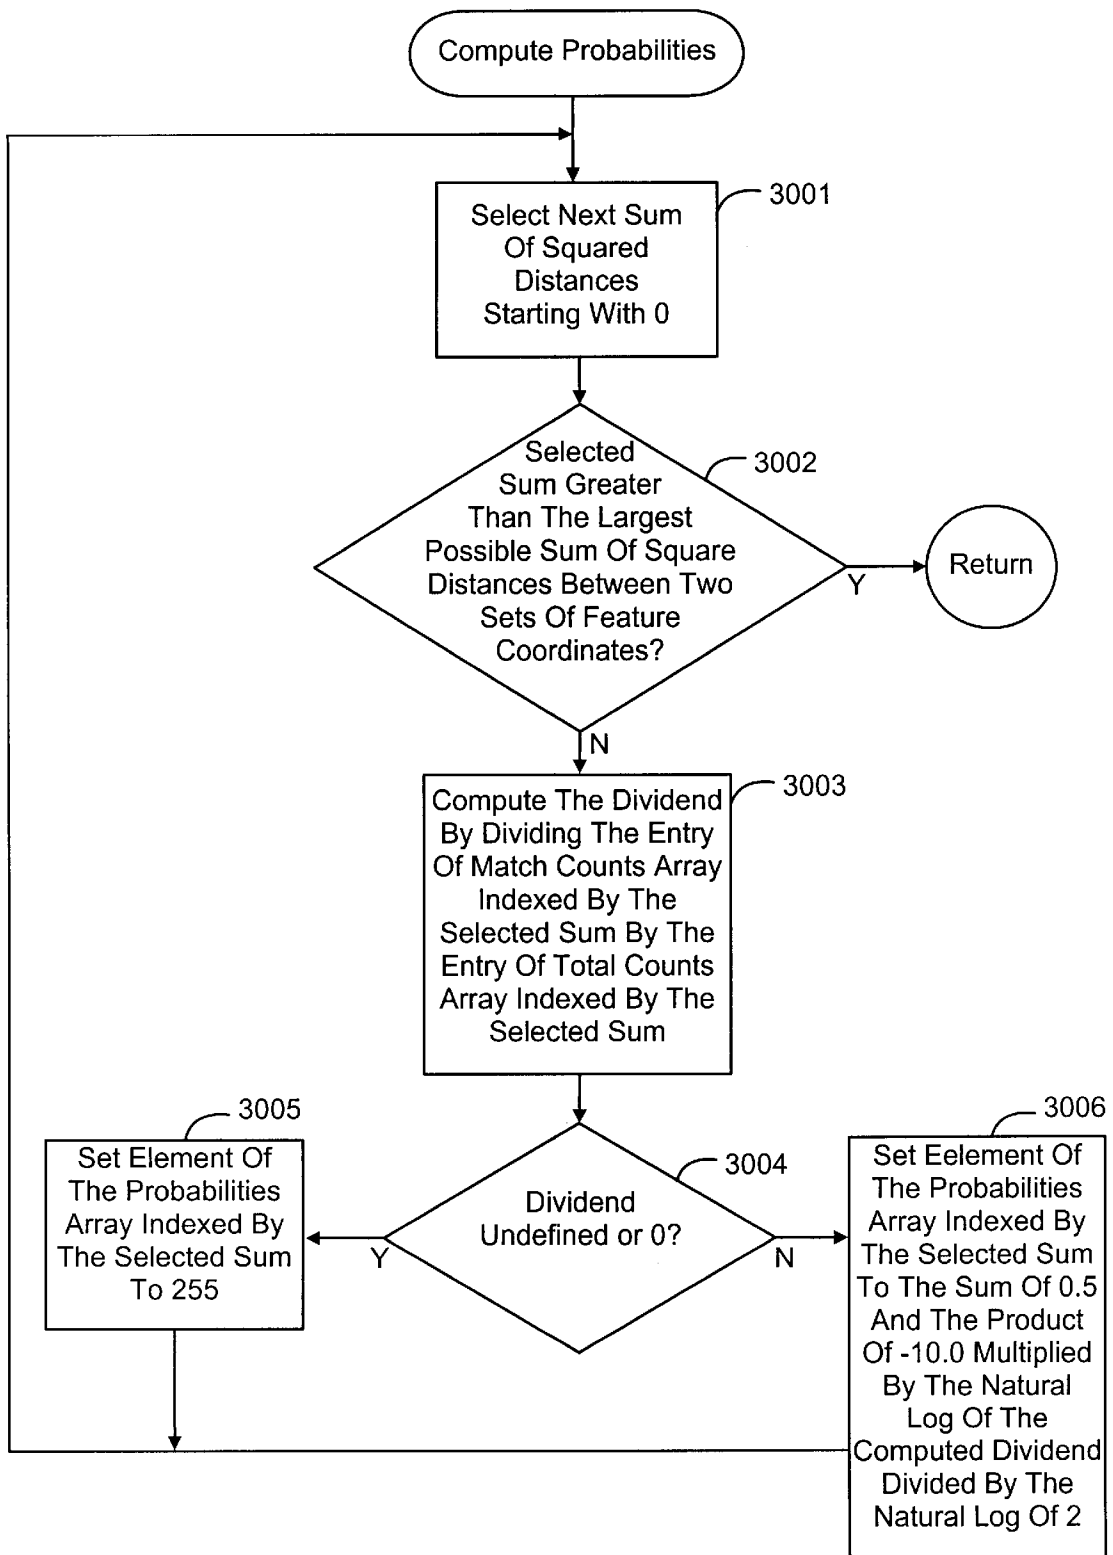 Compute Probabilities
3001
Select Next Sum
Of Squared
Distances
Starting With 0
3002
Selected
Sum Greater
Than The Largest
Possible Sum Of Square
Distances Between Two
Sets Of Feature
Coordinates?
Y
Return
N
3003
Compute The Dividend
By Dividing The Entry
Of Match Counts Array
Indexed By The
Selected Sum By The
Entry Of Total Counts
Array Indexed By The
Selected Sum
3004
Dividend
Undefined or 0?
Y
N
3005
Set Element Of
The Probabilities
Array Indexed By
The Selected Sum
To 255
3006
Set Eelement Of
The Probabilities
Array Indexed By
The Selected Sum
To The Sum Of 0.5
And The Product
Of -10.0 Multiplied
By The Natural
Log Of The
Computed Dividend
Divided By The
Natural Log Of 2